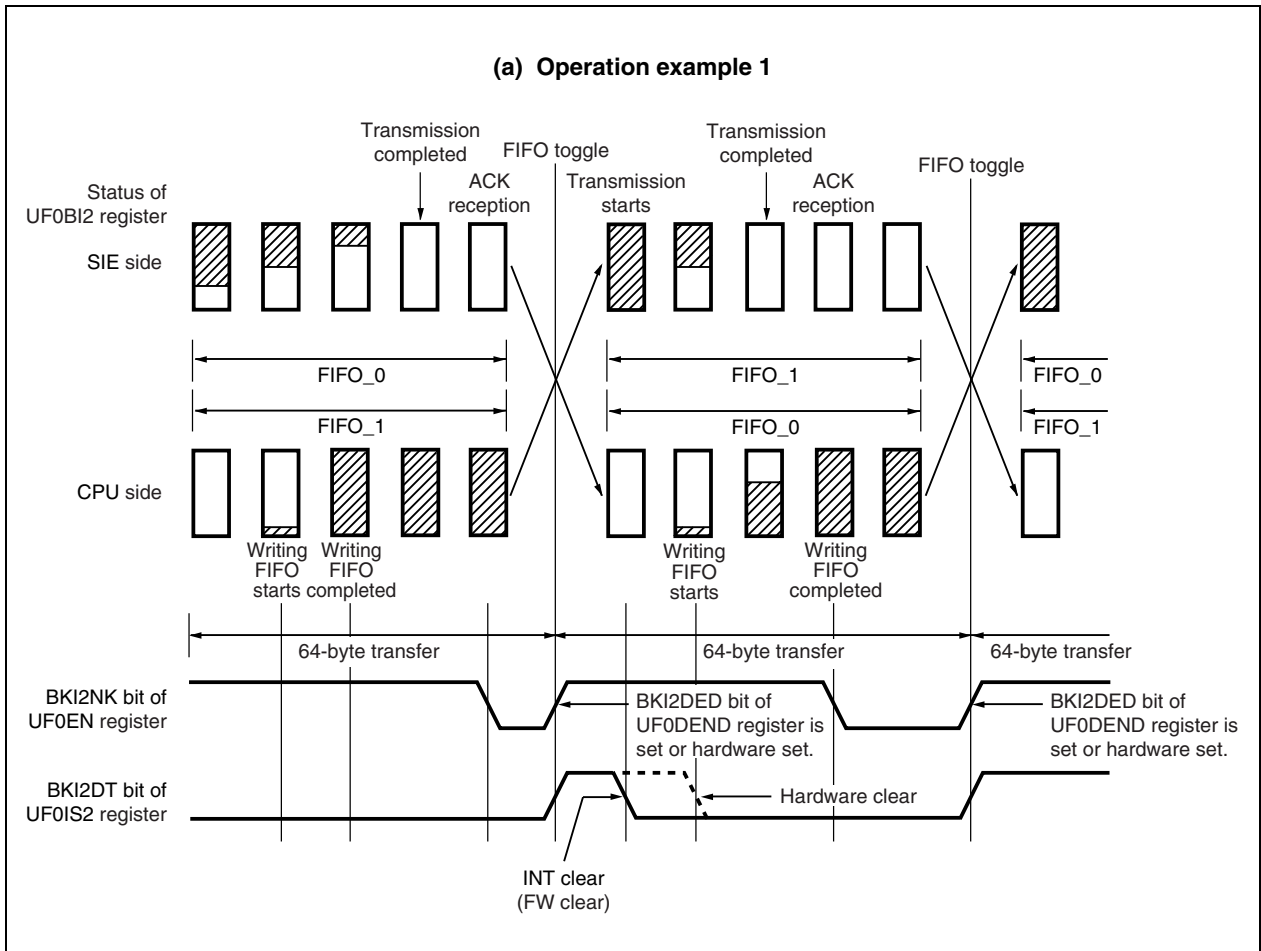 (a) Operation example 1
Transmission
completed
FIFO toggle
Transmission
completed
FIFO toggle
Status of
UF0BI2 register
ACK
reception
Transmission
starts
ACK
reception
SIE side
FIFO_0
FIFO_1
FIFO_0
FIFO_1
FIFO_0
FIFO_1
CPU side
Writing
FIFO
starts
Writing
FIFO
completed
Writing
FIFO
starts
Writing
FIFO
completed
64-byte transfer
64-byte transfer
64-byte transfer
BKI2NK bit of
UF0EN register
BKI2DED bit of
UF0DEND register is
set or hardware set.
BKI2DED bit of
UF0DEND register is
set or hardware set.
BKI2DT bit of
UF0IS2 register
Hardware clear
INT clear
(FW clear)